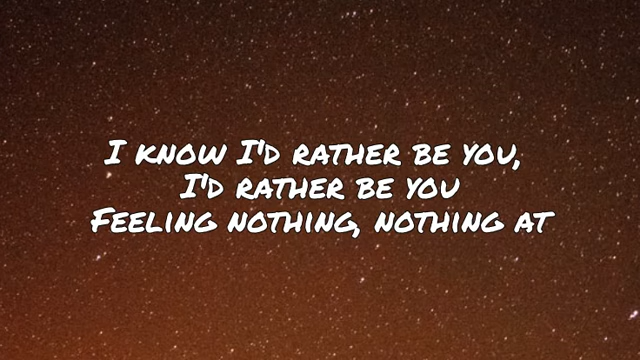 I know I'd rather be you,
I'd rather be you
Feeling nothing, nothing at